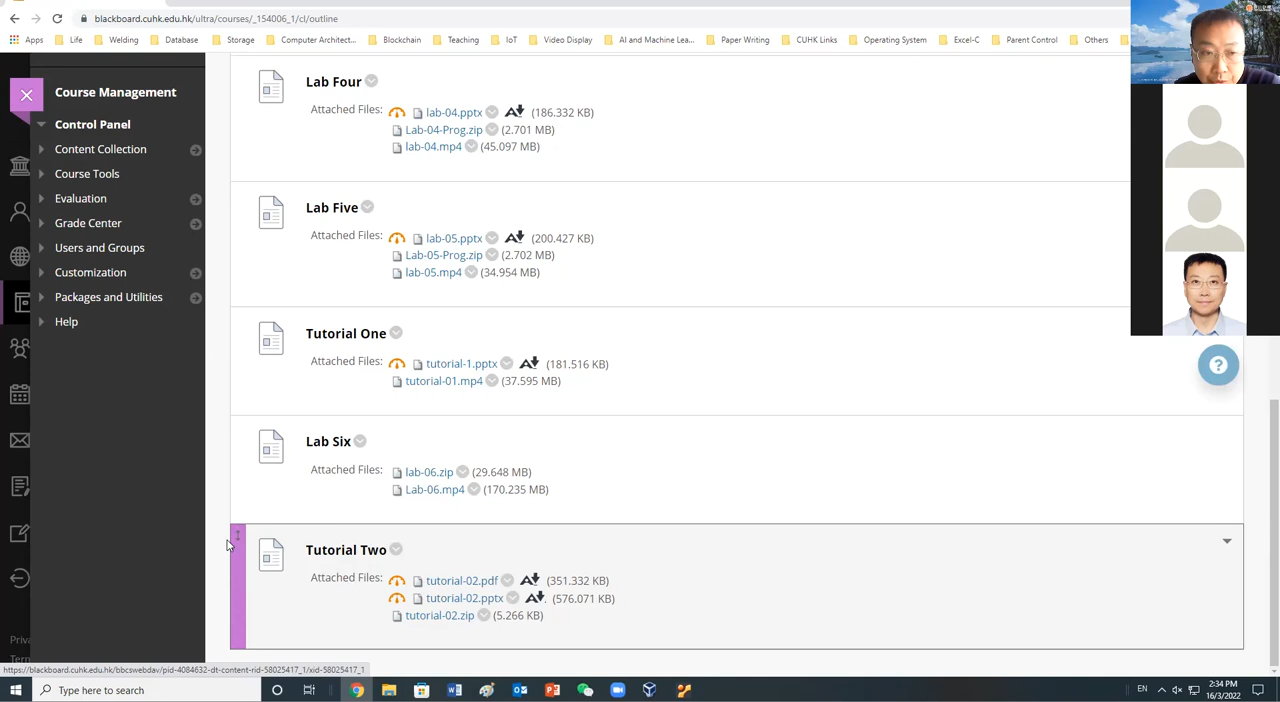 blackboard.cuhk.edu.hk/ultra/courses/_154006_1/cl/outline
Apps Life Welding Database Storage Computer Architect... Blockchain Teaching IoT Video Display AI and Machine Lea... Paper Writing CUHK Links Operating System Excel-C Parent Control Others
Course Management
Control Panel
Content Collection
Course Tools
Evaluation
Grade Center
Users and Groups
Customization
Packages and Utilities
Help
Lab Four
Attached Files: lab-04.pptx (186.332 KB)
Lab-04-Prog.zip (2.701 MB)
lab-04.mp4 (45.097 MB)
Lab Five
Attached Files: lab-05.pptx (200.427 KB)
Lab-05-Prog.zip (2.702 MB)
lab-05.mp4 (34.954 MB)
Tutorial One
Attached Files: tutorial-1.pptx (181.516 KB)
tutorial-01.mp4 (37.595 MB)
Lab Six
Attached Files: lab-06.zip (29.648 MB)
Lab-06.mp4 (170.235 MB)
Tutorial Two
Attached Files: tutorial-02.pdf (351.332 KB)
tutorial-02.pptx (576.071 KB)
tutorial-02.zip (5.266 KB)
?
Priva
Term
https://blackboard.cuhk.edu.hk/bbcswebdav/pid-4084632-dt-content-rid-58025417_1/xid-58025417_1
Type here to search
EN
2:34 PM
16/3/2022